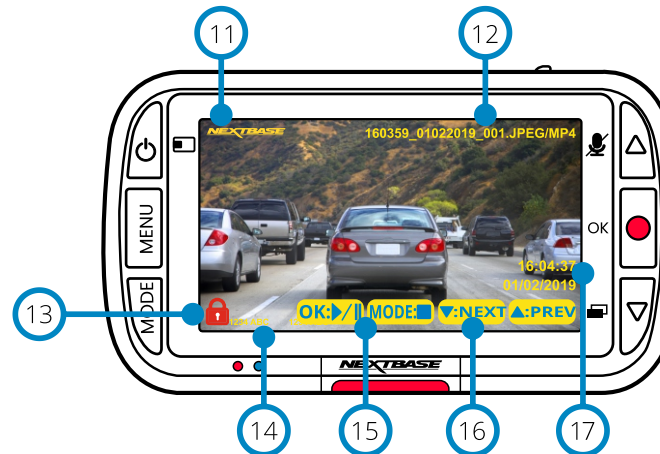 11
12
NEXTBASE
160359_01022019_001.JPEG/MP4
MENU
OK
16:04:37
01/02/2019
MODE
13
OK:▶/|| MODE:■ ▼:NEXT ▲:PREV
NEXTBASE
14
15
16
17